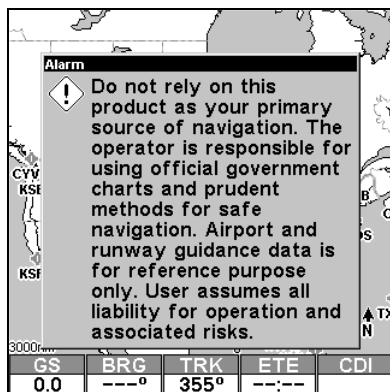 Alarm
Do not rely on this
product as your primary
source of navigation. The
operator is responsible for
using official government
charts and prudent
methods for safe
navigation. Airport and
runway guidance data is
for reference purpose
only. User assumes all
liability for operation and
associated risks.
CYV
KSE
KSF
B
C
S
TX
N
GS BRG TRK ETE CDI
0.0 ---º 355º --:--